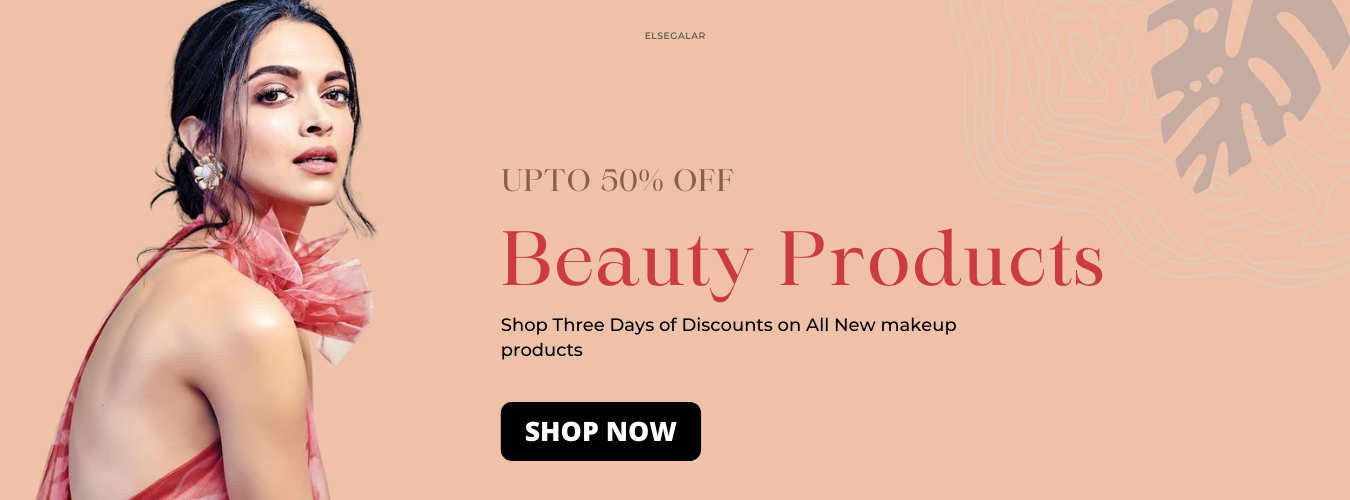 ELSEGALAR
UPTO 50% OFF
Beauty Products
Shop Three Days of Discounts on All New makeup
products
SHOP NOW